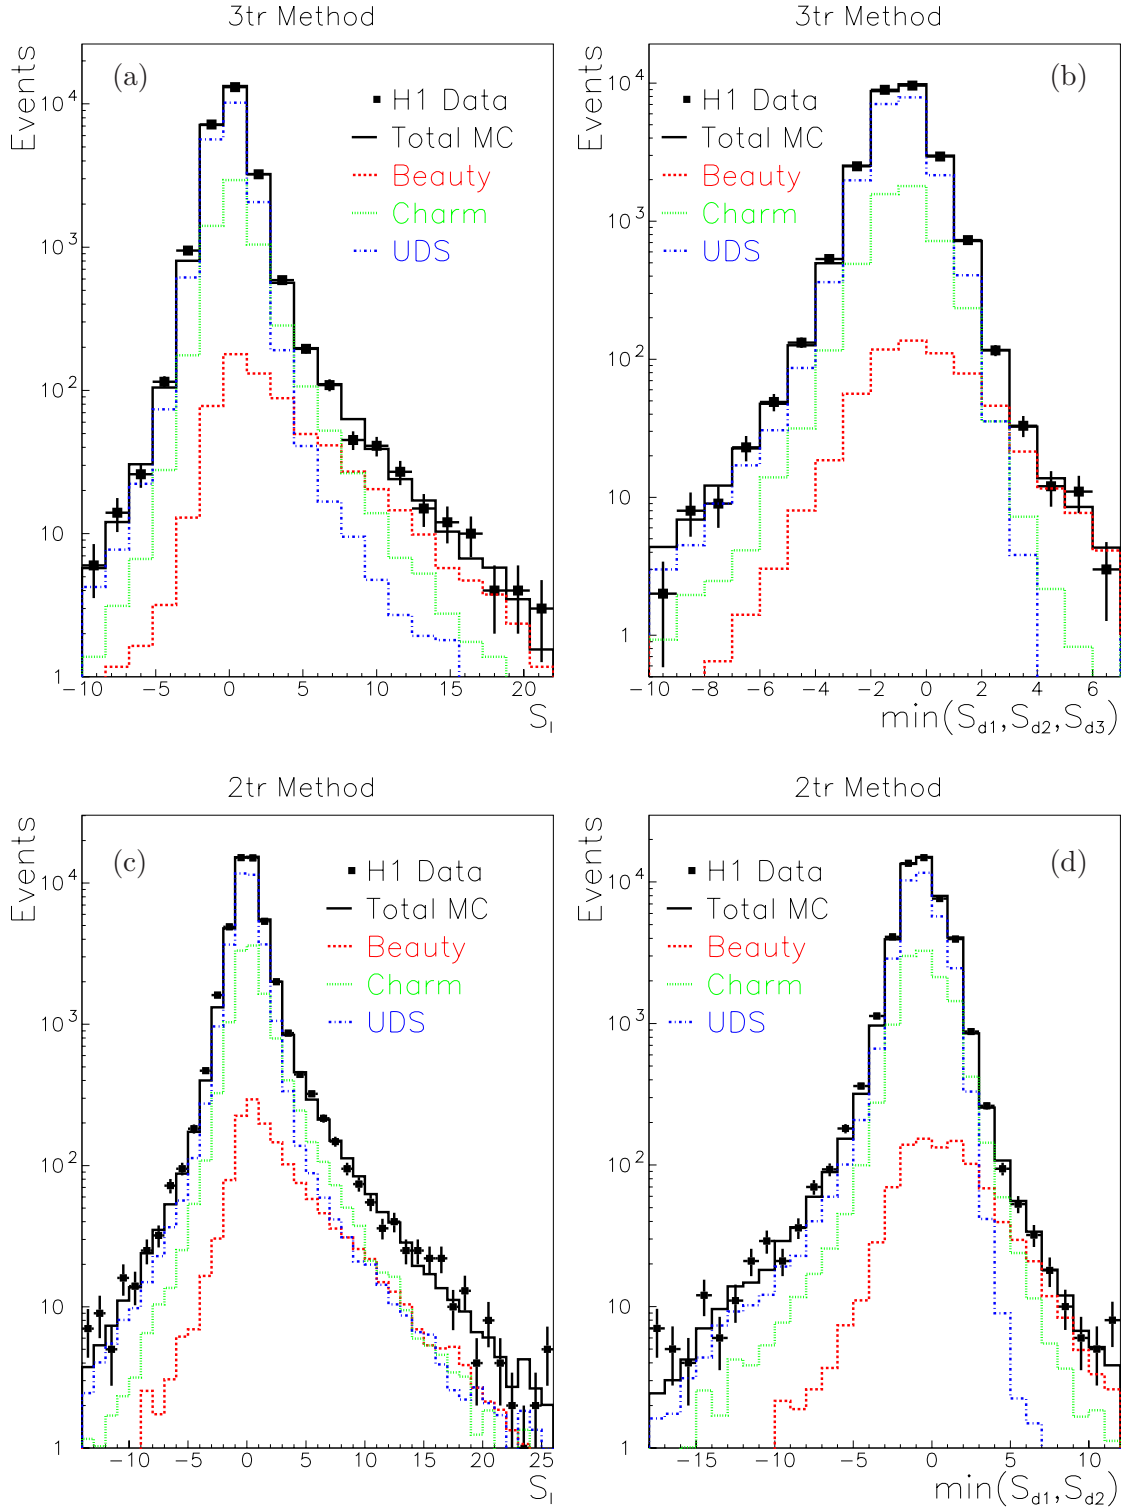 3tr Method
Events
(a)
H1 Data
Total MC
Beauty
Charm
UDS
10^4
10^3
10^2
10
1
−10 −5 0 5 10 15 20
S_l
3tr Method
Events
(b)
H1 Data
Total MC
Beauty
Charm
UDS
10^4
10^3
10^2
10
1
−10 −8 −6 −4 −2 0 2 4 6
min(S_d1,S_d2,S_d3)
2tr Method
Events
(c)
H1 Data
Total MC
Beauty
Charm
UDS
10^4
10^3
10^2
10
1
−10 −5 0 5 10 15 20 25
S_l
2tr Method
Events
(d)
H1 Data
Total MC
Beauty
Charm
UDS
10^4
10^3
10^2
10
1
−15 −10 −5 0 5 10
min(S_d1,S_d2)